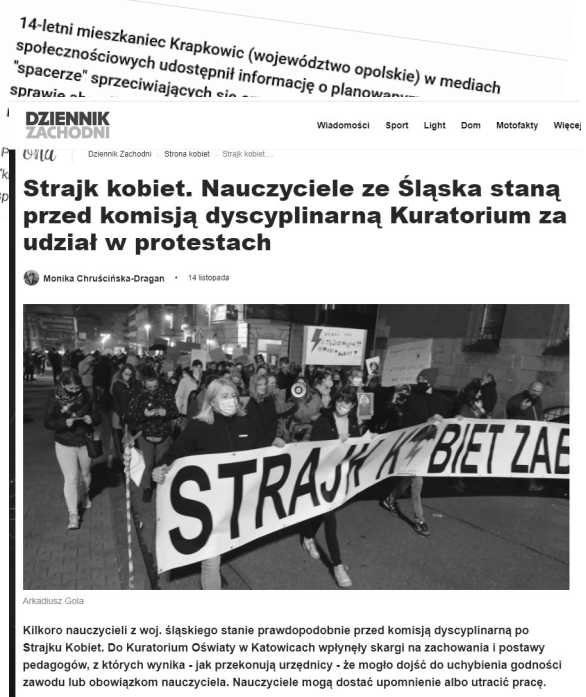 14-letni mieszkaniec Krapkowic (województwo opolskie) w mediach
społecznościowych udostępnił informację o planowanym
"spacerze" sprzeciwiających się
sprawie
DZIENNIK
ZACHODNI
Wiadomości Sport Light Dom Motofakty Więcej
ona
Dziennik Zachodni Strona kobiet Strajk kobiet....
Strajk kobiet. Nauczyciele ze Śląska staną
przed komisją dyscyplinarną Kuratorium za
udział w protestach
Monika Chruścińska-Dragan • 14 listopada
STRAJK KOBIET ZAB
Arkadiusz Gola
Kilkoro nauczycieli z woj. śląskiego stanie prawdopodobnie przed komisją dyscyplinarną po
Strajku Kobiet. Do Kuratorium Oświaty w Katowicach wpłynęły skargi na zachowania i postawy
pedagogów, z których wynika - jak przekonują urzędnicy - że mogło dojść do uchybienia godności
zawodu lub obowiązkom nauczyciela. Nauczyciele mogą dostać upomnienie albo utracić pracę.